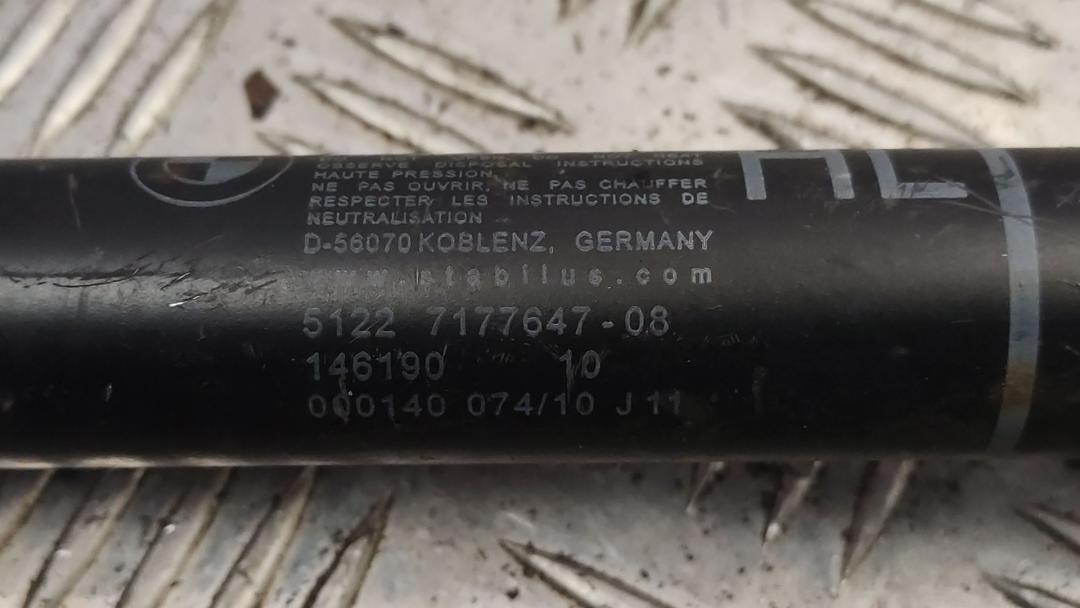 OBSERVE DISPOSAL INSTRUCTIONS
HAUTE PRESSION
NE PAS OUVRIR, NE PAS CHAUFFER
RESPECTER LES INSTRUCTIONS DE
NEUTRALISATION
D-56070 KOBLENZ, GERMANY
www.stabilus.com
5122 7177647-08
146190 10
000140 074/10 J 11